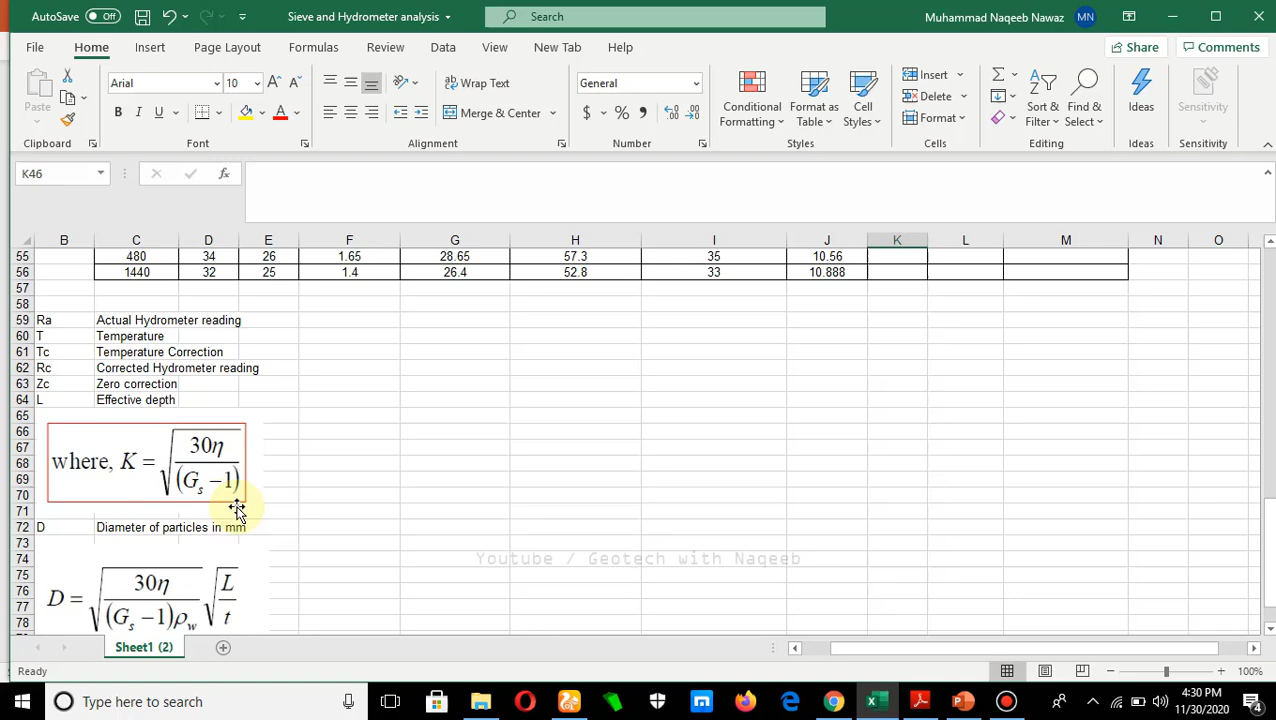 AutoSave Off Sieve and Hydrometer analysis Search Muhammad Naqeeb Nawaz MN
File Home Insert Page Layout Formulas Review Data View New Tab Help Share Comments
Paste Arial 10 A A Wrap Text General Conditional Formatting Format as Table Cell Styles Insert Sort & Filter Find & Select Ideas Sensitivity
B I U A Merge & Center $ % Delete
Format
Clipboard Font Alignment Number Styles Cells Editing Ideas Sensitivity
K46 fx
B C D E F G H I J K L M N O
55 480 34 26 1.65 28.65 57.3 35 10.56
56 1440 32 25 1.4 26.4 52.8 33 10.888
57
58
59 Ra Actual Hydrometer reading
60 T Temperature
61 Tc Temperature Correction
62 Rc Corrected Hydrometer reading
63 Zc Zero correction
64 L Effective depth
65
66
67
68 where, K = √(30η / (Gs − 1))
69
70
71
72 D Diameter of particles in mm
73
74 Youtube / Geotech with Naqeeb
75
76 D = √(30η / (Gs − 1)ρw) √(L / t)
77
78
Sheet1 (2)
Ready 100%
Type here to search 4:30 PM
11/30/2020 4